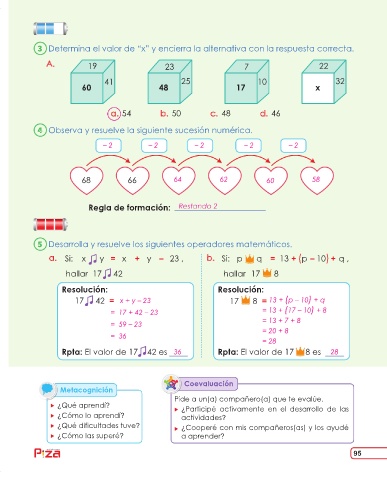 3 Determina el valor de “x” y encierra la alternativa con la respuesta correcta.
A. 19 23 7 22
60 41 48 25 17 10 x 32
a. 54 b. 50 c. 48 d. 46
4 Observa y resuelve la siguiente sucesión numérica.
- 2 - 2 - 2 - 2 - 2
68 66 64 62 60 58
Regla de formación: Restando 2
5 Desarrolla y resuelve los siguientes operadores matemáticos.
a. Si: x y = x + y - 23 ,
hallar 17 42
Resolución:
17 42 = x + y - 23
= 17 + 42 - 23
= 59 - 23
= 36
Rpta: El valor de 17 42 es 36
b. Si: p q = 13 + (p - 10) + q ,
hallar 17 8
Resolución:
17 8 = 13 + (p - 10) + q
= 13 + (17 - 10) + 8
= 13 + 7 + 8
= 20 + 8
= 28
Rpta: El valor de 17 8 es 28
Metacognición
¿Qué aprendí?
¿Cómo lo aprendí?
¿Qué dificultades tuve?
¿Cómo las superé?
Coevaluación
Pide a un(a) compañero(a) que te evalúe.
¿Participé activamente en el desarrollo de las
actividades?
¿Cooperé con mis compañeros(as) y los ayudé
a aprender?
Pizza
95